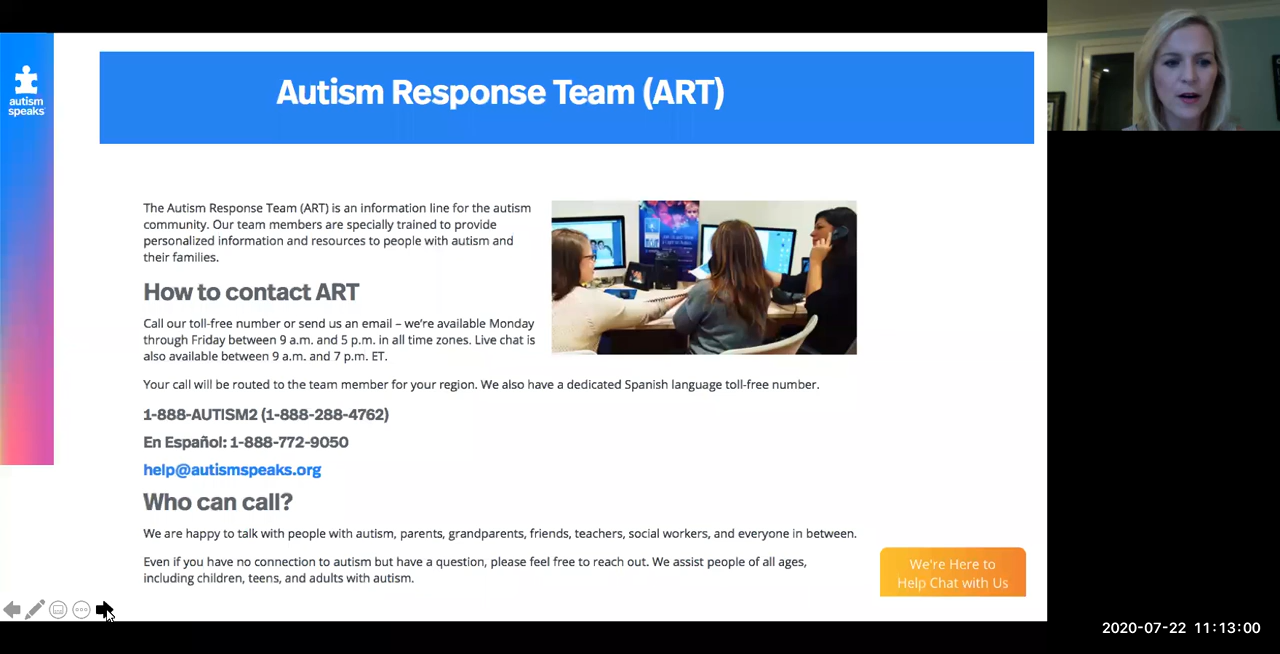 autism
speaks
Autism Response Team (ART)
The Autism Response Team (ART) is an information line for the autism
community. Our team members are specially trained to provide
personalized information and resources to people with autism and
their families.
How to contact ART
Call our toll-free number or send us an email – we're available Monday
through Friday between 9 a.m. and 5 p.m. in all time zones. Live chat is
also available between 9 a.m. and 7 p.m. ET.
Your call will be routed to the team member for your region. We also have a dedicated Spanish language toll-free number.
1-888-AUTISM2 (1-888-288-4762)
En Español: 1-888-772-9050
help@autismspeaks.org
Who can call?
We are happy to talk with people with autism, parents, grandparents, friends, teachers, social workers, and everyone in between.
Even if you have no connection to autism but have a question, please feel free to reach out. We assist people of all ages,
including children, teens, and adults with autism.
We're Here to
Help Chat with Us
2020-07-22 11:13:00